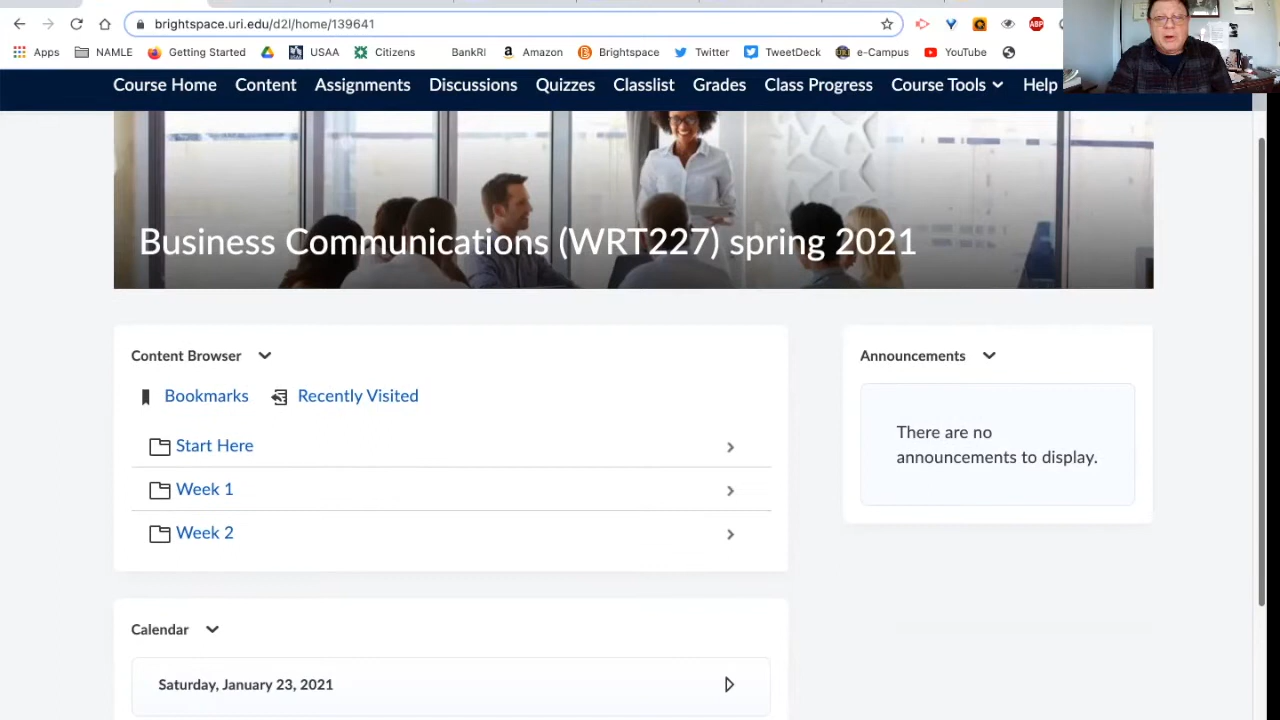 brightspace.uri.edu/d2l/home/139641
ABP
Apps NAMLE Getting Started USAA Citizens BankRI Amazon Brightspace Twitter TweetDeck e-Campus YouTube
Course Home Content Assignments Discussions Quizzes Classlist Grades Class Progress Course Tools Help
Business Communications (WRT227) spring 2021
Content Browser
Bookmarks Recently Visited
Start Here
Week 1
Week 2
Announcements
There are no
announcements to display.
Calendar
Saturday, January 23, 2021